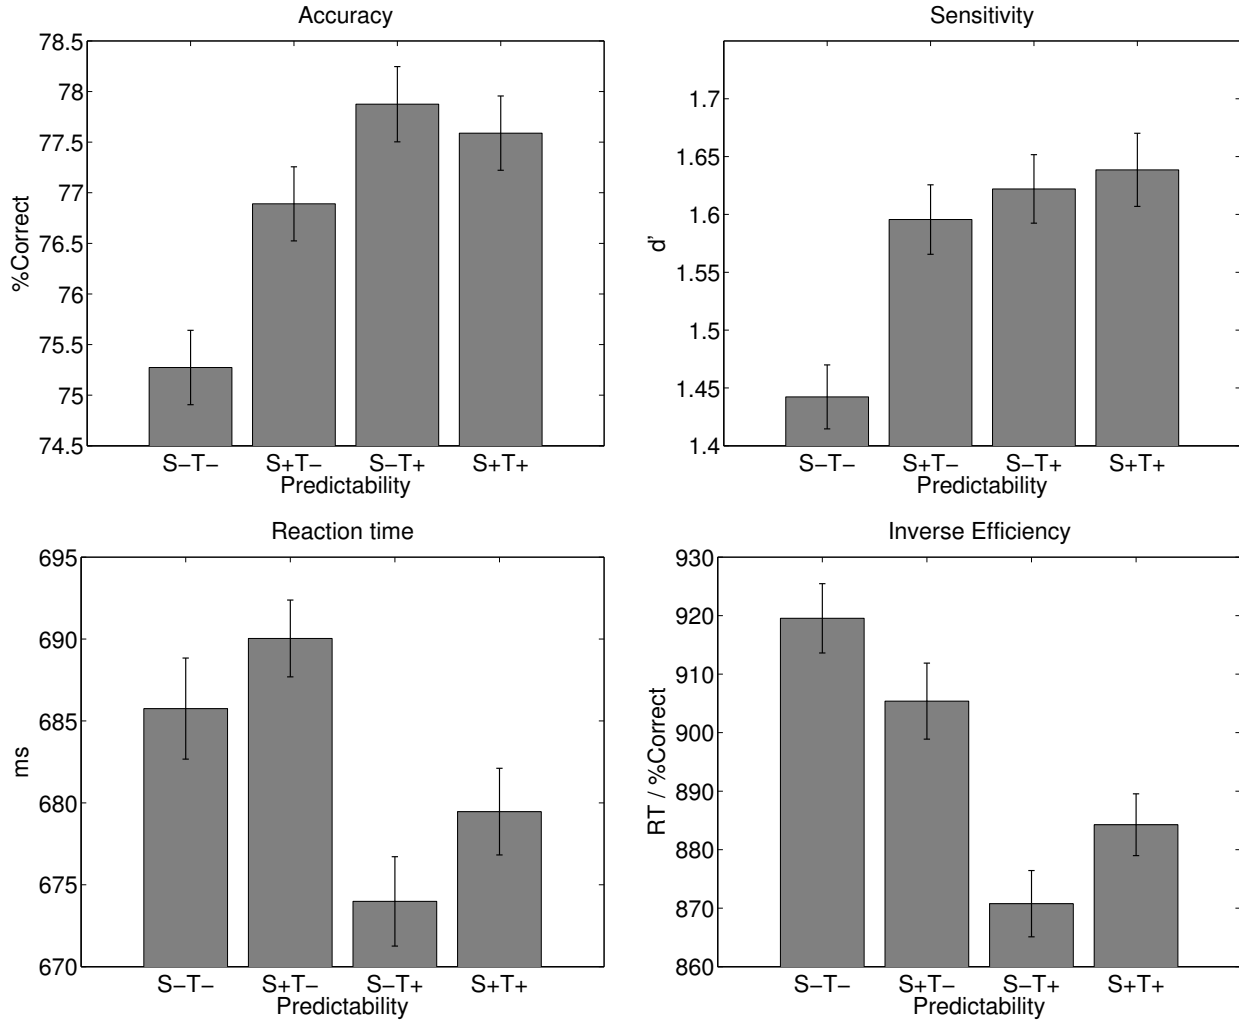 Accuracy
%Correct
78.5
78
77.5
77
76.5
76
75.5
75
74.5
S−T− S+T− S−T+ S+T+
Predictability
Sensitivity
d'
1.7
1.65
1.6
1.55
1.5
1.45
1.4
S−T− S+T− S−T+ S+T+
Predictability
Reaction time
ms
695
690
685
680
675
670
S−T− S+T− S−T+ S+T+
Predictability
Inverse Efficiency
RT / %Correct
930
920
910
900
890
880
870
860
S−T− S+T− S−T+ S+T+
Predictability